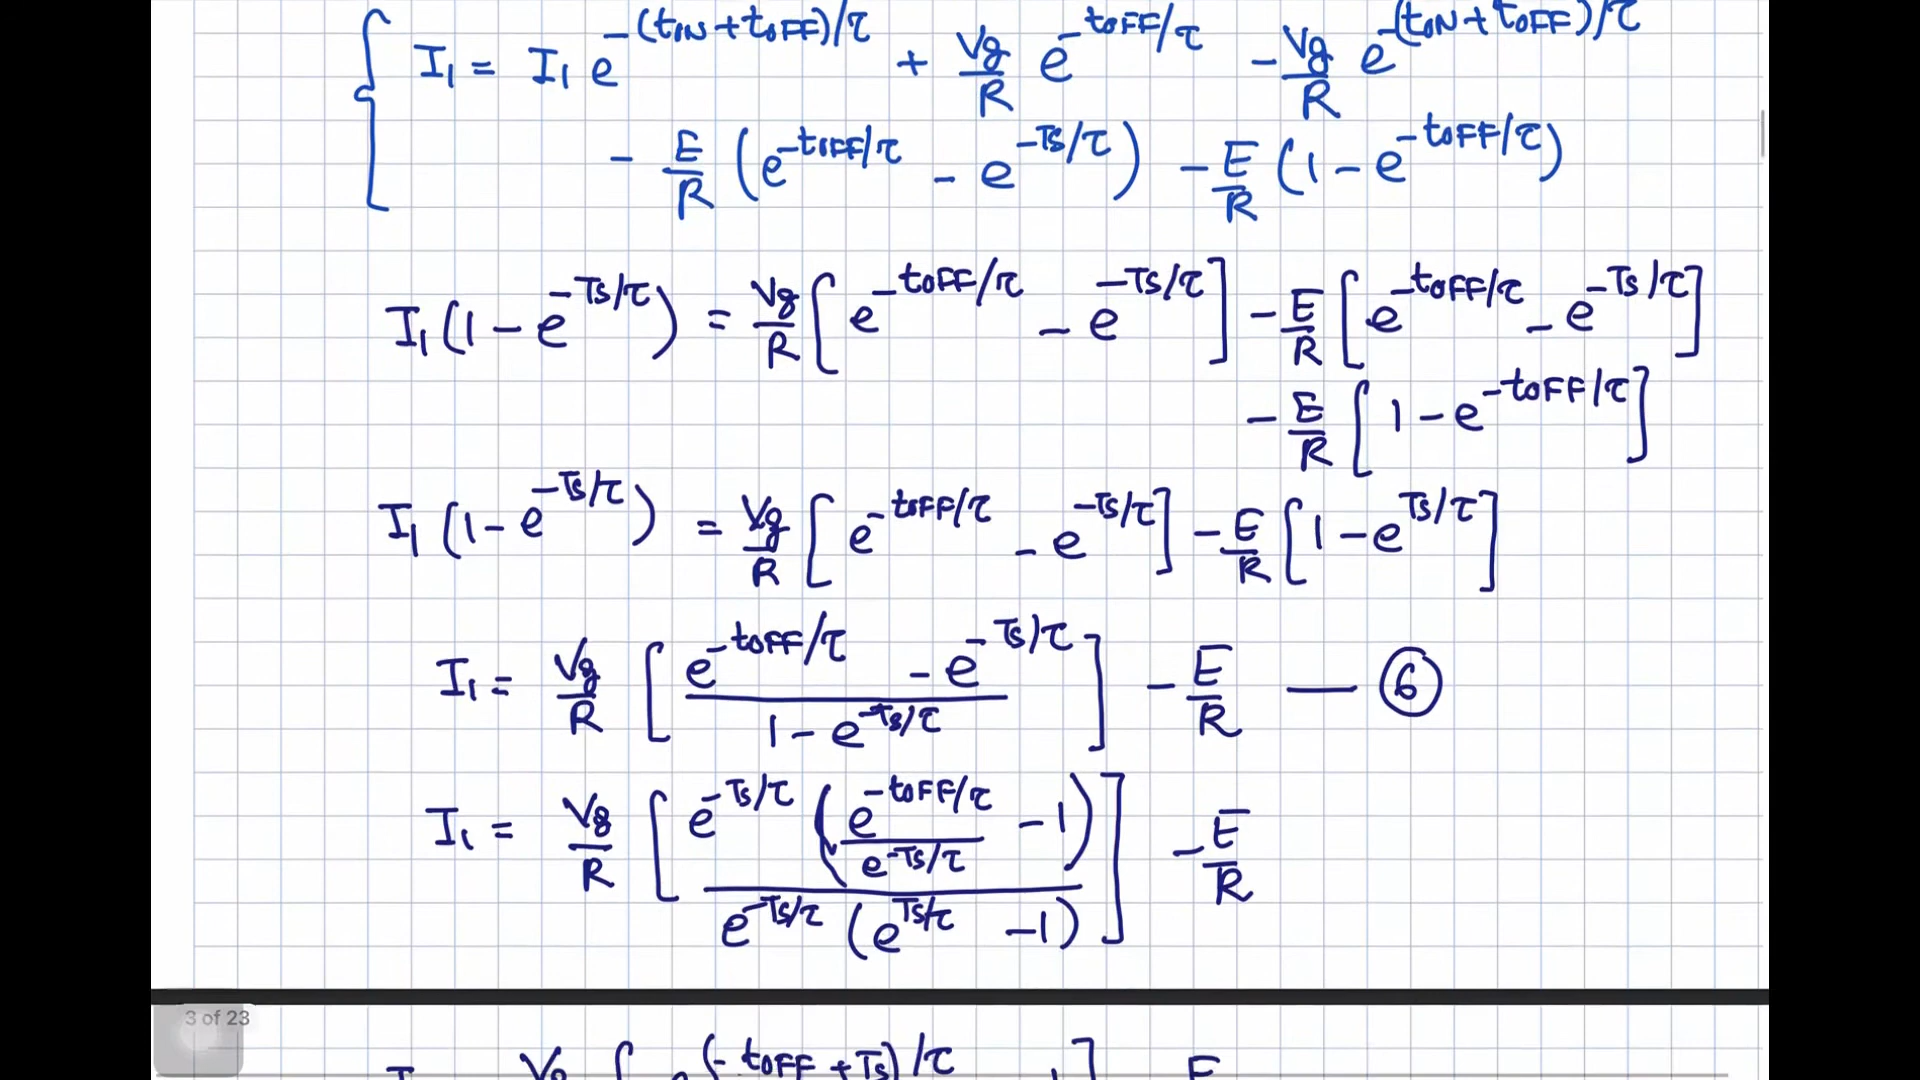 I₁ = I₁ e^-(tON+tOFF)/τ + Vg/R e^-tOFF/τ - Vg/R e^-(tON+tOFF)/τ
- E/R (e^-tOFF/τ - e^-Ts/τ) - E/R (1 - e^-tOFF/τ)
I₁ (1 - e^-Ts/τ) = Vg/R [e^-tOFF/τ - e^-Ts/τ] - E/R [e^-tOFF/τ - e^-Ts/τ]
- E/R [1 - e^-tOFF/τ]
I₁ (1 - e^-Ts/τ) = Vg/R [e^-tOFF/τ - e^-Ts/τ] - E/R [1 - e^Ts/τ]
I₁ = Vg/R [(e^-tOFF/τ - e^-Ts/τ)/(1 - e^-Ts/τ)] - E/R — ⑥
I₁ = Vg/R [e^-Ts/τ (e^-tOFF/τ/e^-Ts/τ - 1)/(e^-Ts/τ (e^Ts/τ - 1))] - E/R
3 of 23
(-tOFF+Ts)/τ